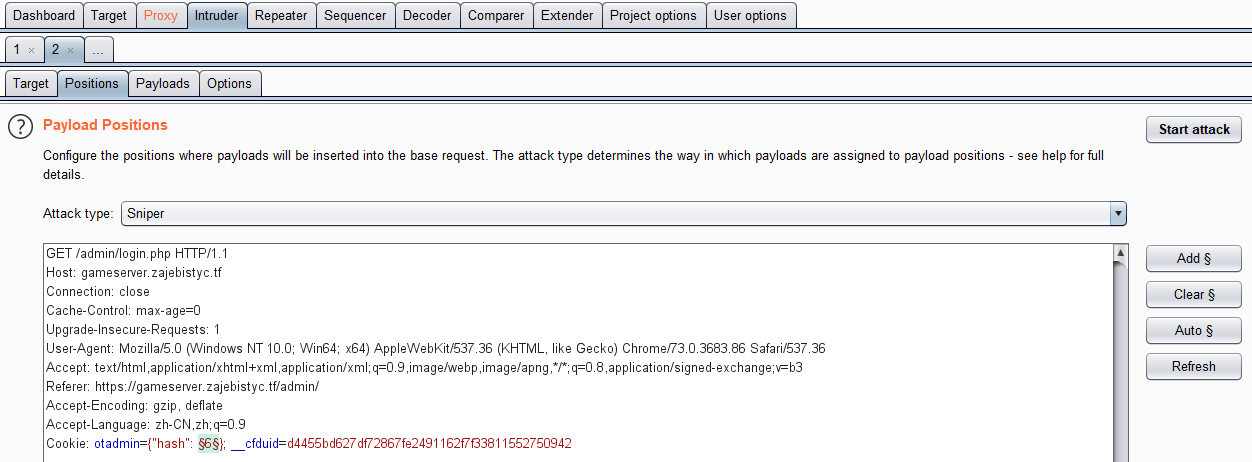 Dashboard Target Proxy Intruder Repeater Sequencer Decoder Comparer Extender Project options User options
1 × 2 × ...
Target Positions Payloads Options
? Payload Positions Start attack
Configure the positions where payloads will be inserted into the base request. The attack type determines the way in which payloads are assigned to payload positions - see help for full
details.
Attack type: Sniper
GET /admin/login.php HTTP/1.1
Host: gameserver.zajebistyc.tf
Connection: close
Cache-Control: max-age=0
Upgrade-Insecure-Requests: 1
User-Agent: Mozilla/5.0 (Windows NT 10.0; Win64; x64) AppleWebKit/537.36 (KHTML, like Gecko) Chrome/73.0.3683.86 Safari/537.36
Accept: text/html,application/xhtml+xml,application/xml;q=0.9,image/webp,image/apng,*/*;q=0.8,application/signed-exchange;v=b3
Referer: https://gameserver.zajebistyc.tf/admin/
Accept-Encoding: gzip, deflate
Accept-Language: zh-CN,zh;q=0.9
Cookie: otadmin={"hash": §6§}; __cfduid=d4455bd627df72867fe2491162f7f33811552750942
Add §
Clear §
Auto §
Refresh